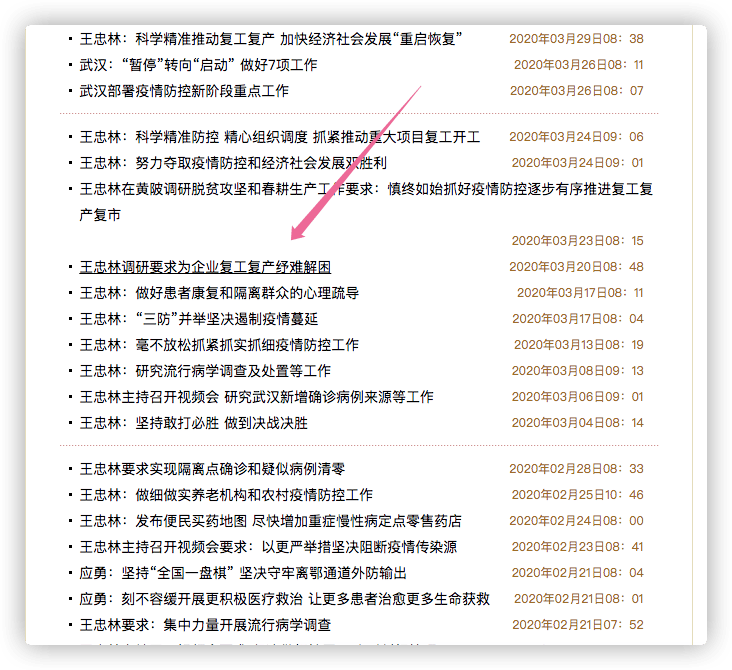 王忠林：科学精准推动复工复产 加快经济社会发展“重启恢复” 2020年03月29日08：38
武汉：“暂停”转向“启动” 做好7项工作 2020年03月26日08：11
武汉部署疫情防控新阶段重点工作 2020年03月26日08：07
王忠林：科学精准防控 精心组织调度 抓紧推动重大项目复工开工 2020年03月24日09：06
王忠林：努力夺取疫情防控和经济社会发展双胜利 2020年03月24日09：01
王忠林在黄陂调研脱贫攻坚和春耕生产工作要求：慎终如始抓好疫情防控逐步有序推进复工复
产复市
2020年03月23日08：15
王忠林调研要求为企业复工复产纾难解困 2020年03月20日08：48
王忠林：做好患者康复和隔离群众的心理疏导 2020年03月17日08：11
王忠林：“三防”并举坚决遏制疫情蔓延 2020年03月17日08：04
王忠林：毫不放松抓紧抓实抓细疫情防控工作 2020年03月13日08：19
王忠林：研究流行病学调查及处置等工作 2020年03月08日09：13
王忠林主持召开视频会 研究武汉新增确诊病例来源等工作 2020年03月06日09：01
王忠林：坚持敢打必胜 做到决战决胜 2020年03月04日08：14
王忠林要求实现隔离点确诊和疑似病例清零 2020年02月28日08：33
王忠林：做细做实养老机构和农村疫情防控工作 2020年02月25日10：46
王忠林：发布便民买药地图 尽快增加重症慢性病定点零售药店 2020年02月24日08：00
王忠林主持召开视频会要求：以更严举措坚决阻断疫情传染源 2020年02月23日08：41
应勇：坚持“全国一盘棋” 坚决守牢离鄂通道外防输出 2020年02月21日08：04
应勇：刻不容缓开展更积极医疗救治 让更多患者治愈更多生命获救 2020年02月21日08：01
王忠林要求：集中力量开展流行病学调查 2020年02月21日07：52